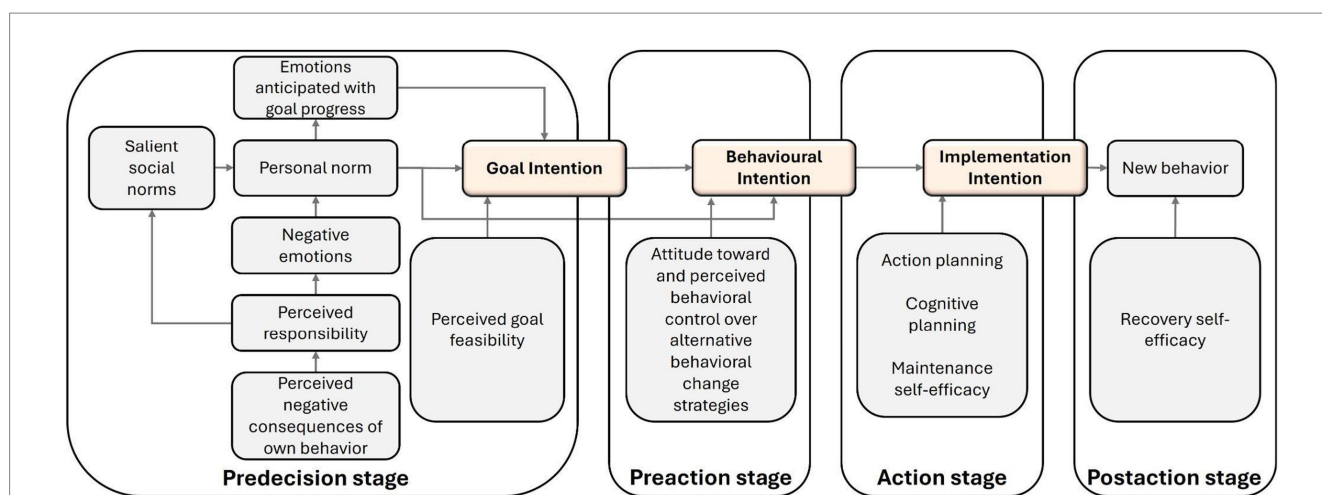 Emotions
anticipated with
goal progress
Salient
social
norms
Personal norm
Goal Intention
Behavioural
Intention
Implementation
Intention
New behavior
Negative
emotions
Perceived
responsibility
Perceived
negative
consequences of
own behavior
Perceived goal
feasibility
Attitude toward
and perceived
behavioral
control over
alternative
behavioral
change
strategies
Action planning
Cognitive
planning
Maintenance
self-efficacy
Recovery self-
efficacy
Predecision stage
Preaction stage
Action stage
Postaction stage